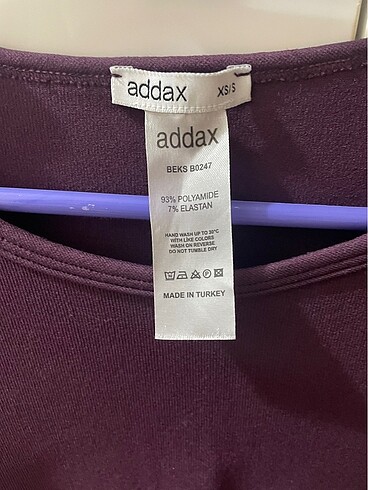 addax XS/S
addax
BEKS B0247
93% POLYAMIDE
7% ELASTAN
HAND WASH UP TO 30°C
WITH LIKE COLORS
WASH ON REVERSE
DO NOT TUMBLE DRY
MADE IN TURKEY